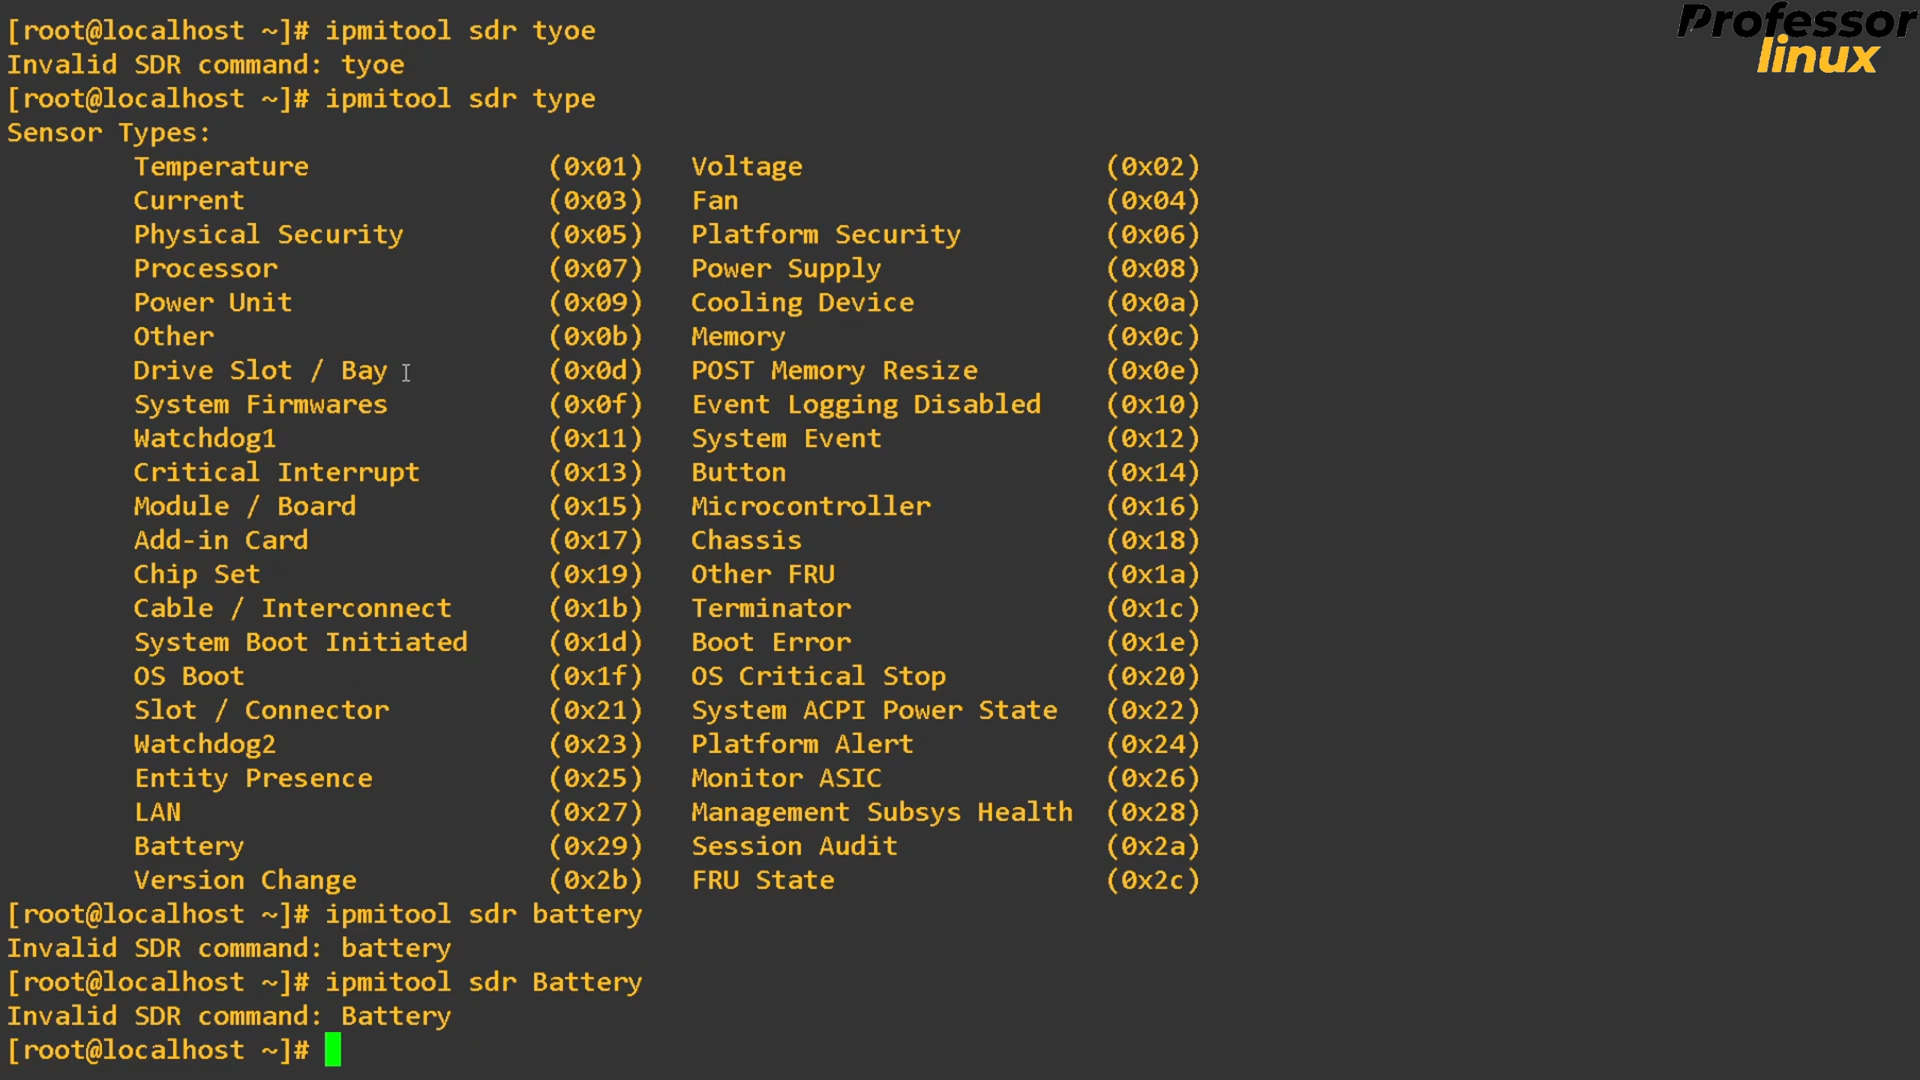 [root@localhost ~]# ipmitool sdr tyoe
Invalid SDR command: tyoe
[root@localhost ~]# ipmitool sdr type
Sensor Types:
Temperature (0x01) Voltage (0x02)
Current (0x03) Fan (0x04)
Physical Security (0x05) Platform Security (0x06)
Processor (0x07) Power Supply (0x08)
Power Unit (0x09) Cooling Device (0x0a)
Other (0x0b) Memory (0x0c)
Drive Slot / Bay (0x0d) POST Memory Resize (0x0e)
System Firmwares (0x0f) Event Logging Disabled (0x10)
Watchdog1 (0x11) System Event (0x12)
Critical Interrupt (0x13) Button (0x14)
Module / Board (0x15) Microcontroller (0x16)
Add-in Card (0x17) Chassis (0x18)
Chip Set (0x19) Other FRU (0x1a)
Cable / Interconnect (0x1b) Terminator (0x1c)
System Boot Initiated (0x1d) Boot Error (0x1e)
OS Boot (0x1f) OS Critical Stop (0x20)
Slot / Connector (0x21) System ACPI Power State (0x22)
Watchdog2 (0x23) Platform Alert (0x24)
Entity Presence (0x25) Monitor ASIC (0x26)
LAN (0x27) Management Subsys Health (0x28)
Battery (0x29) Session Audit (0x2a)
Version Change (0x2b) FRU State (0x2c)
[root@localhost ~]# ipmitool sdr battery
Invalid SDR command: battery
[root@localhost ~]# ipmitool sdr Battery
Invalid SDR command: Battery
[root@localhost ~]#
Professor
linux